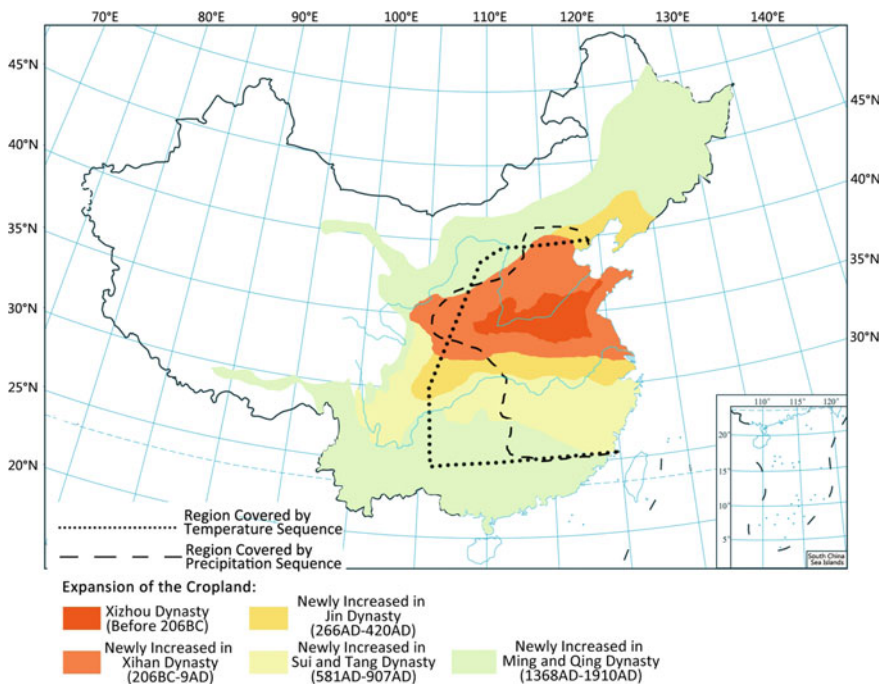 70°E 80°E 90°E 100°E 110°E 120°E 130°E 140°E
45°N
40°N
35°N
30°N
25°N
20°N
45°N
40°N
35°N
30°N
110° 115° 120°
20°
15°
10°
5°
South China
Sea Islands
Region Covered by
Temperature Sequence
Region Covered by
Precipitation Sequence
Expansion of the Cropland:
Xizhou Dynasty
(Before 206BC)
Newly Increased in
Jin Dynasty
(266AD-420AD)
Newly Increased in
Xihan Dynasty
(206BC-9AD)
Newly Increased in
Sui and Tang Dynasty
(581AD-907AD)
Newly Increased in
Ming and Qing Dynasty
(1368AD-1910AD)